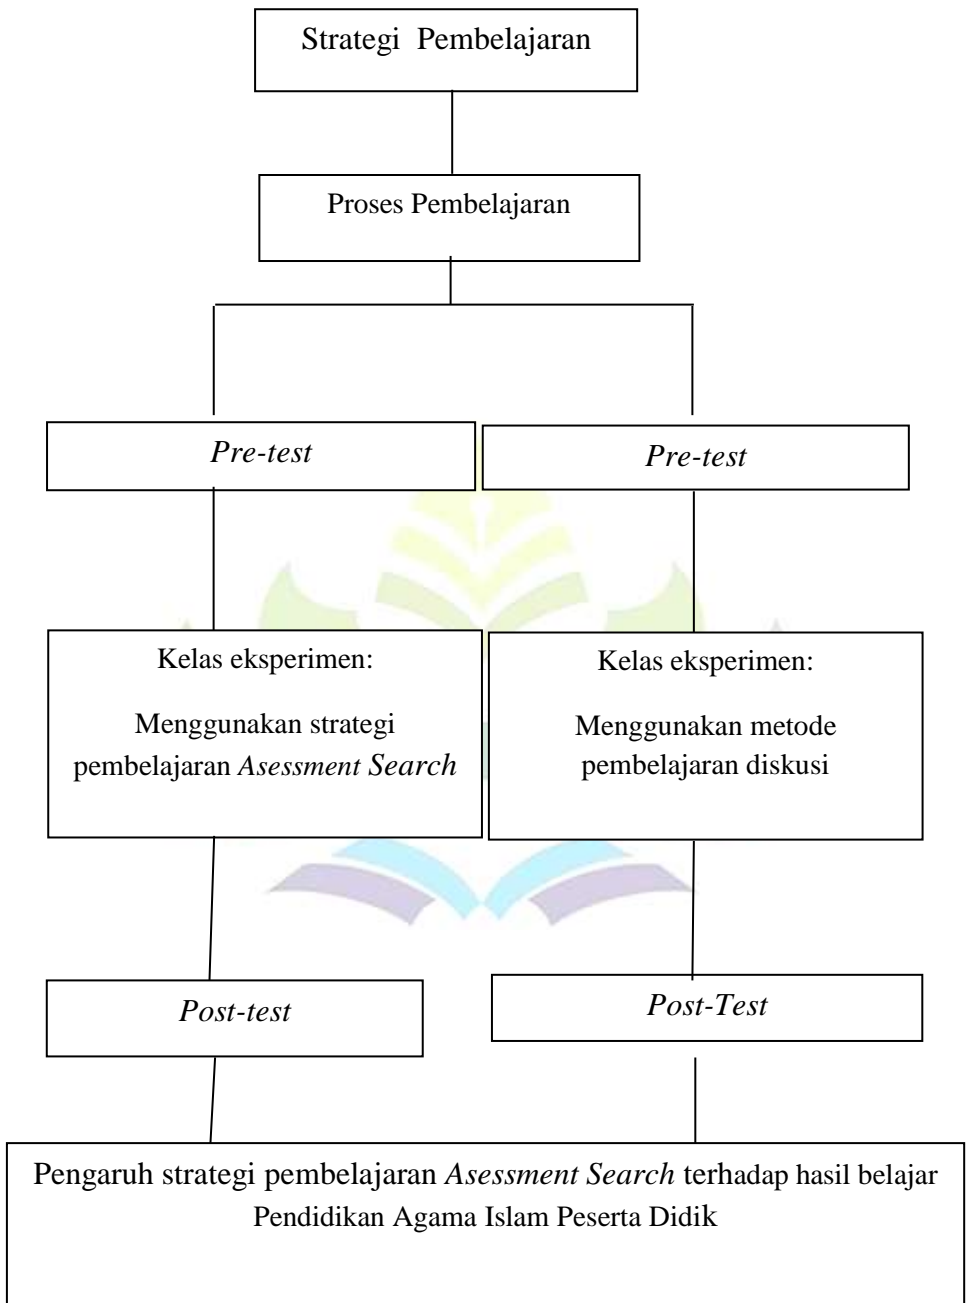 Strategi Pembelajaran
Proses Pembelajaran
Pre-test
Pre-test
Kelas eksperimen:
Menggunakan strategi
pembelajaran Asessment Search
Kelas eksperimen:
Menggunakan metode
pembelajaran diskusi
Post-test
Post-Test
Pengaruh strategi pembelajaran Asessment Search terhadap hasil belajar
Pendidikan Agama Islam Peserta Didik